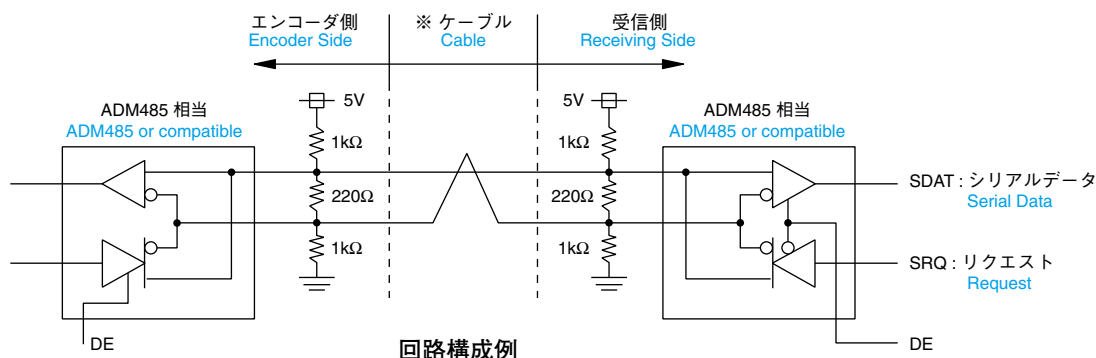 エンコーダ側
Encoder Side
※ ケーブル
Cable
受信側
Receiving Side
ADM485 相当
ADM485 or compatible
5V
1kΩ
220Ω
1kΩ
5V
1kΩ
220Ω
1kΩ
ADM485 相当
ADM485 or compatible
SDAT : シリアルデータ
Serial Data
SRQ : リクエスト
Request
DE
DE
回路構成例